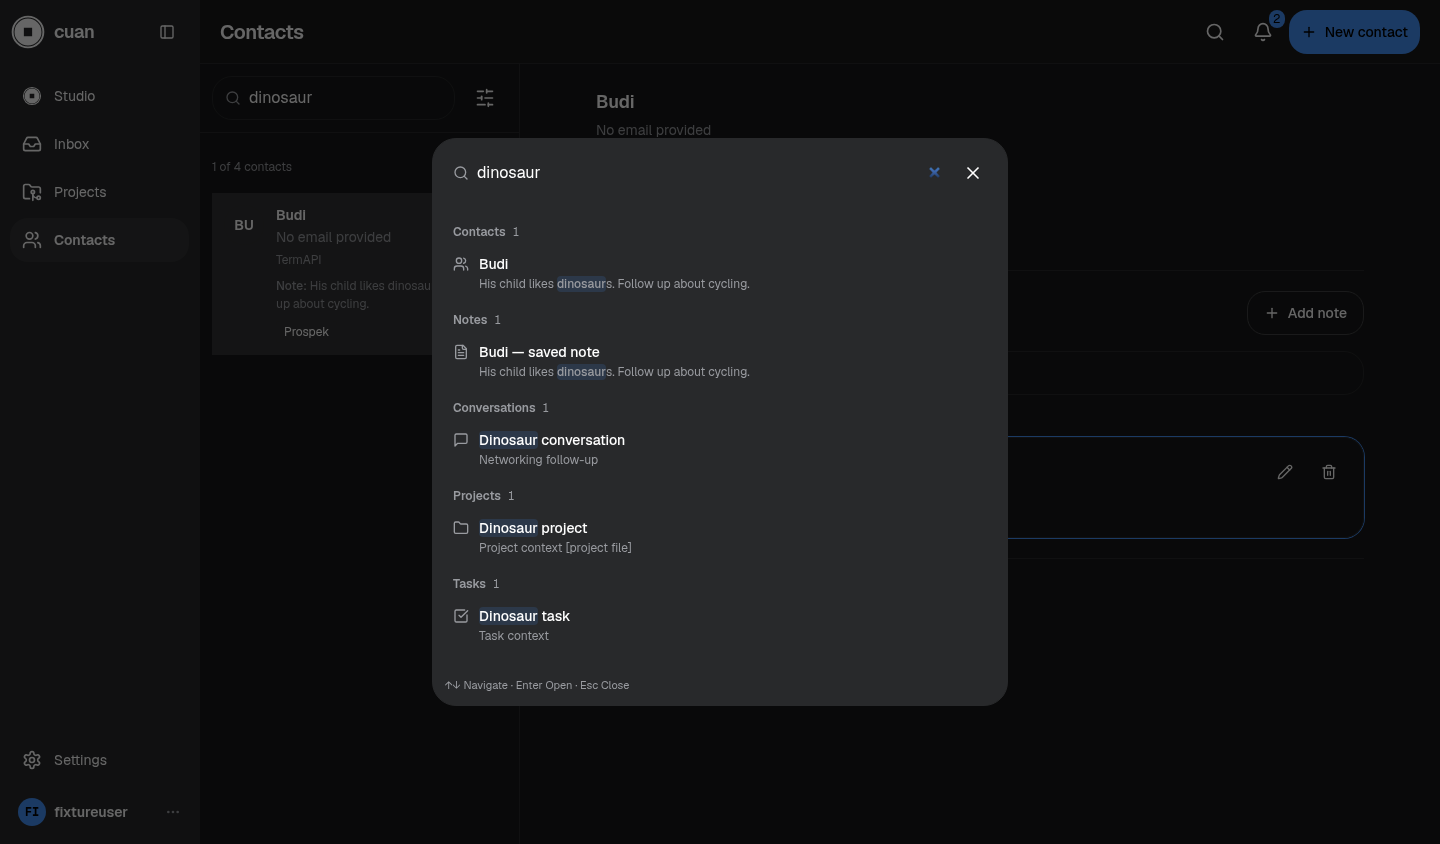 cuan
Studio
Inbox
Projects
Contacts
Settings
FI fixtureuser
Contacts
2
New contact
dinosaur
1 of 4 contacts
BU
Budi
No email provided
TermAPI
Note: His child likes dinosau
up about cycling.
Prospek
Budi
No email provided
Add note
dinosaur
Contacts 1
Budi
His child likes dinosaurs. Follow up about cycling.
Notes 1
Budi — saved note
His child likes dinosaurs. Follow up about cycling.
Conversations 1
Dinosaur conversation
Networking follow-up
Projects 1
Dinosaur project
Project context [project file]
Tasks 1
Dinosaur task
Task context
↑↓ Navigate · Enter Open · Esc Close